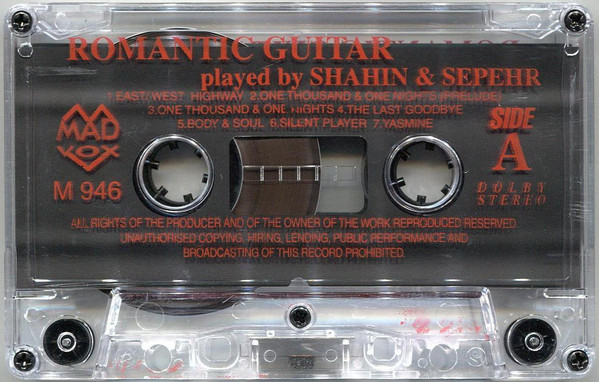 ROMANTIC GUITAR
played by SHAHIN & SEPEHR
1.EAST/WEST HIGHWAY 2.ONE THOUSAND & ONE NIGHTS (PRELUDE)
3.ONE THOUSAND & ONE NIGHTS 4.THE LAST GOODBYE
5.BODY & SOUL 6.SILENT PLAYER 7.YASMINE
MAD
VOX
M 946
SIDE
A
DOLBY
STEREO
ALL RIGHTS OF THE PRODUCER AND OF THE OWNER OF THE WORK REPRODUCED RESERVED.
UNAUTHORISED COPYING, HIRING, LENDING, PUBLIC PERFORMANCE AND
BROADCASTING OF THIS RECORD PROHIBITED.